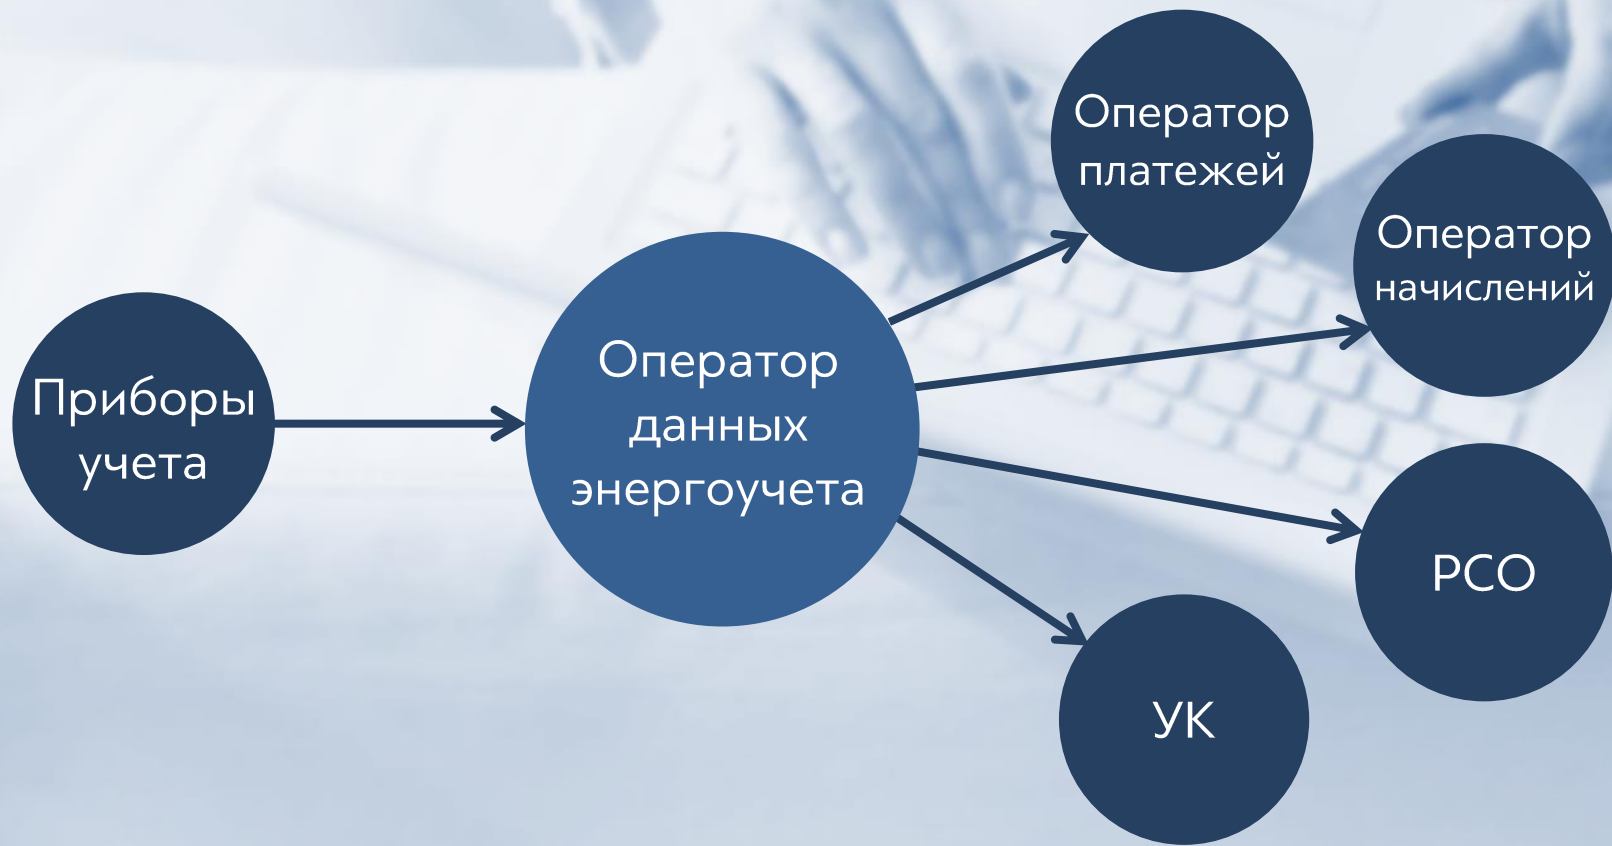 Приборы
учета
Оператор
данных
энергоучета
Оператор
платежей
Оператор
начислений
РСО
УК